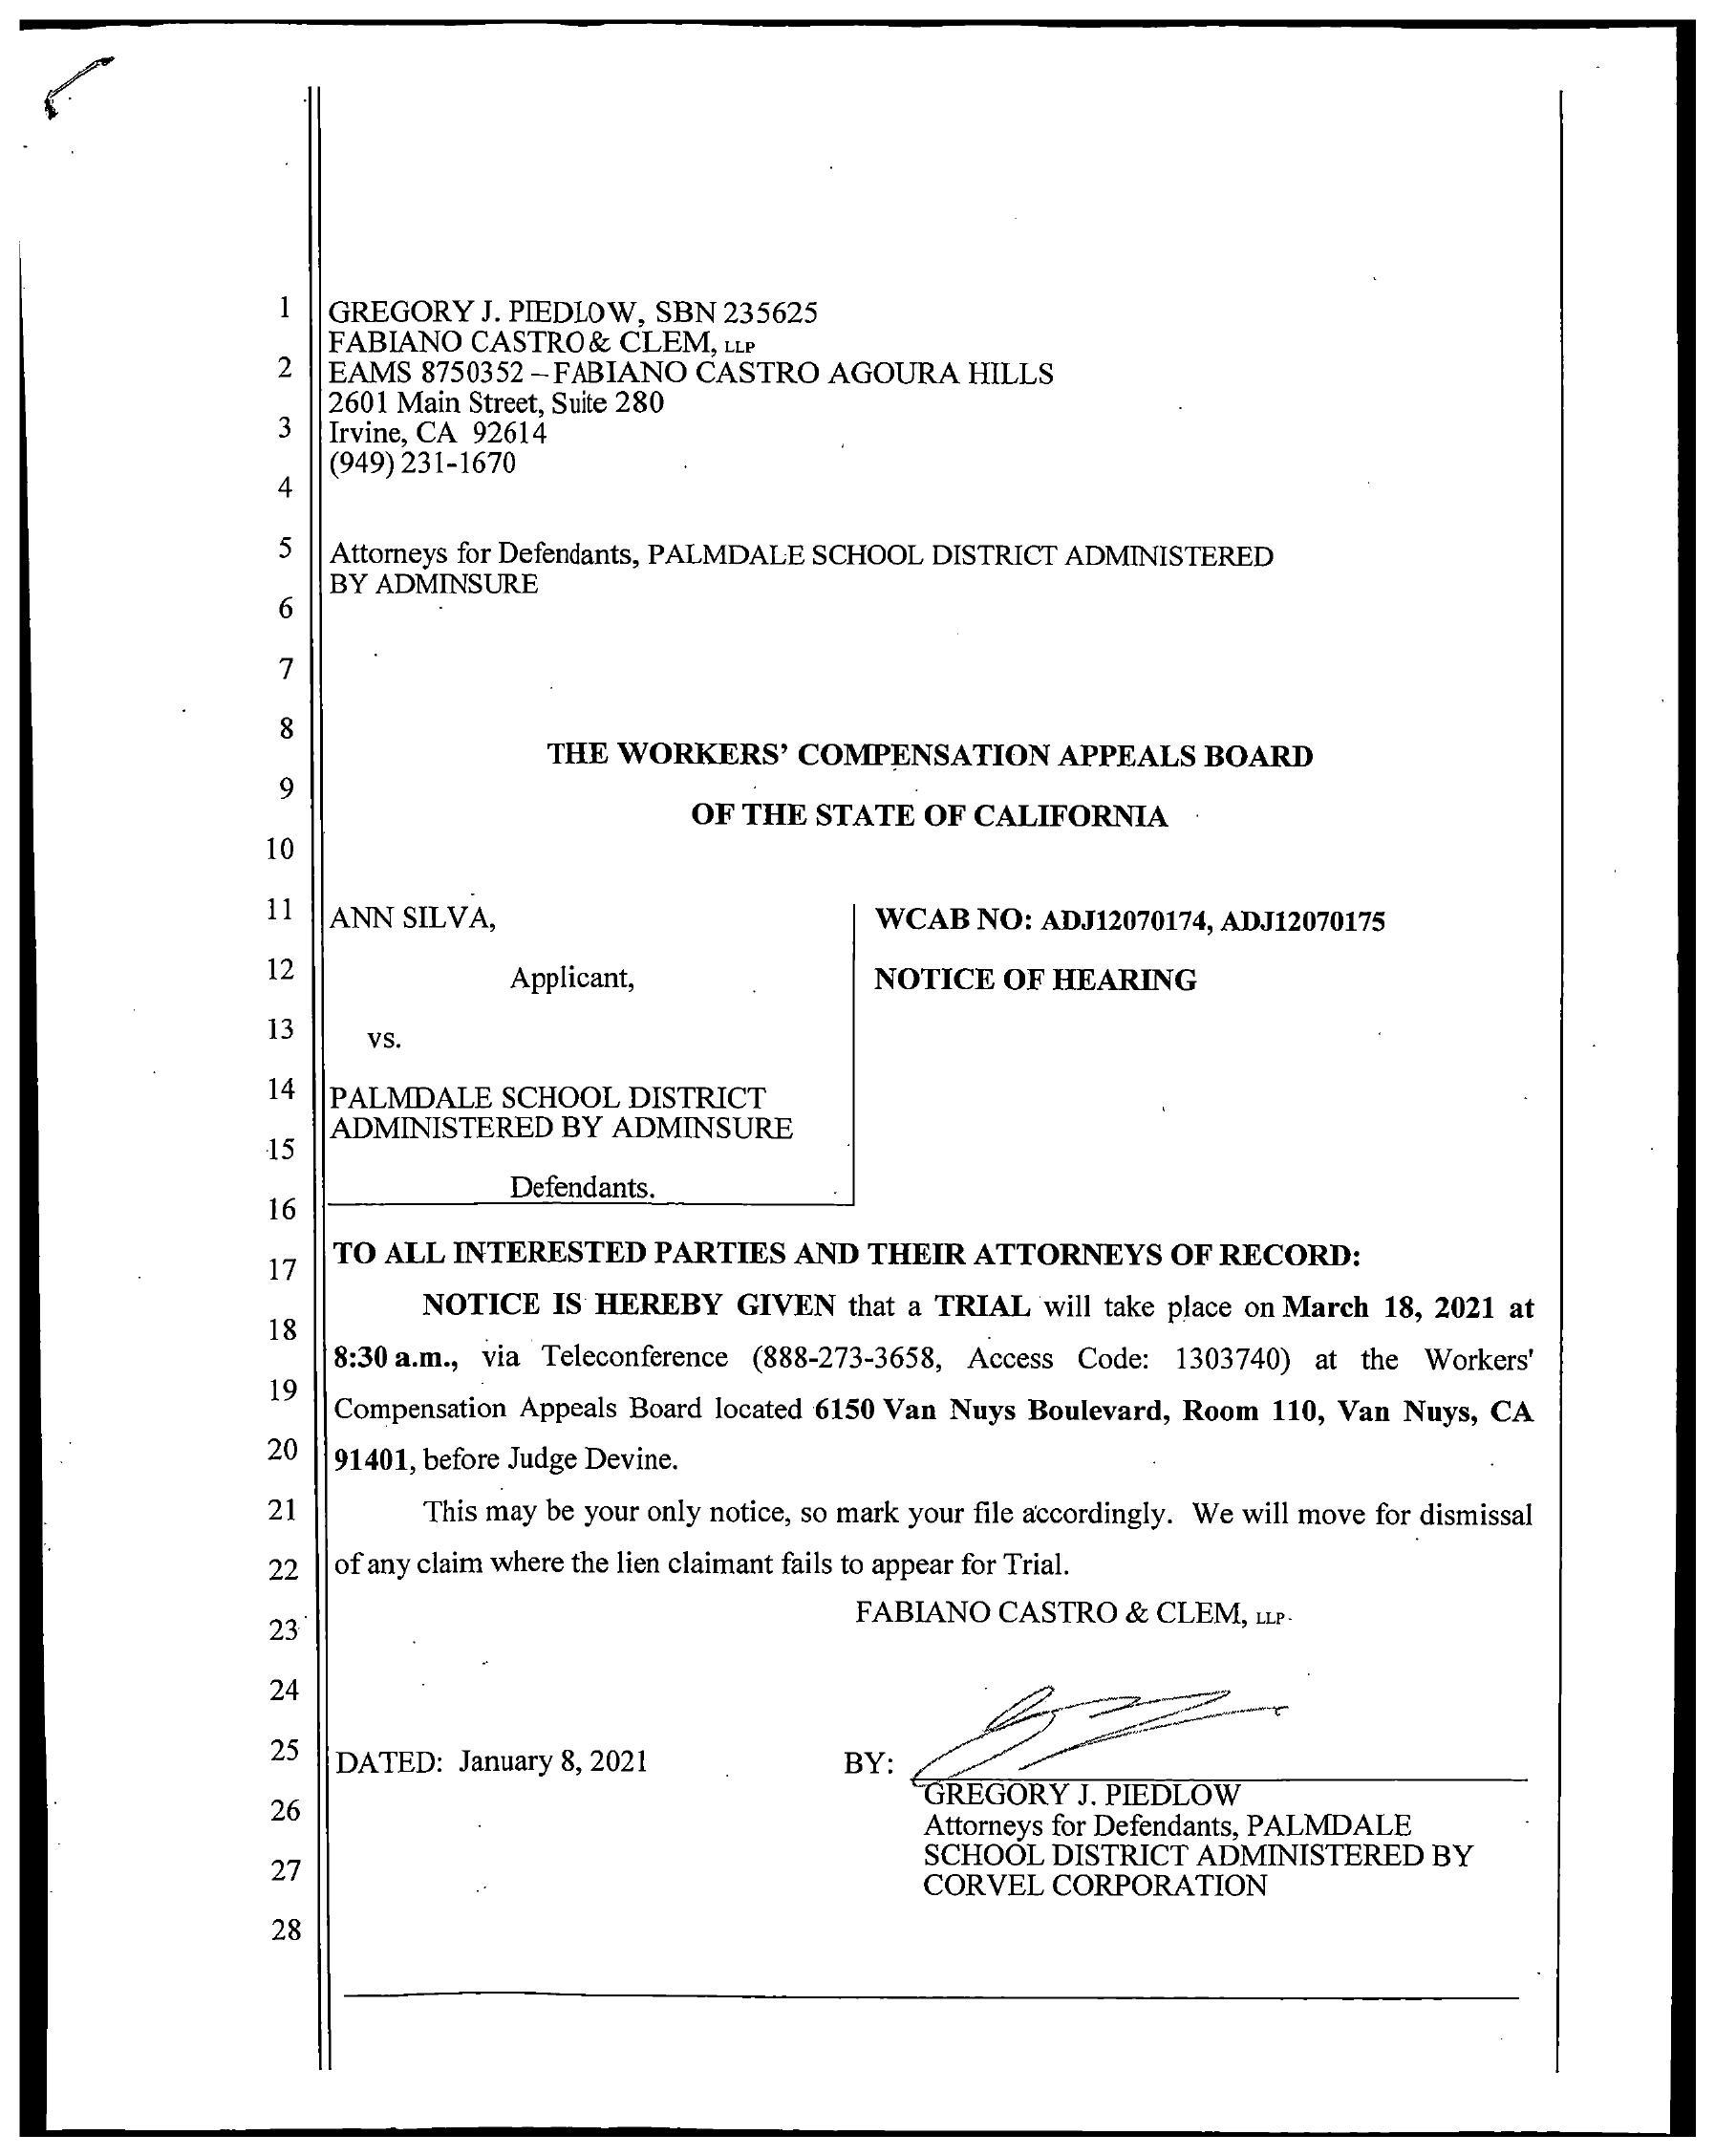 1 GREGORY J. PIEDLOW, SBN 235625
FABIANO CASTRO & CLEM, LLP
2 EAMS 8750352 – FABIANO CASTRO AGOURA HILLS
2601 Main Street, Suite 280
3 Irvine, CA 92614
(949) 231-1670
4
5 Attorneys for Defendants, PALMDALE SCHOOL DISTRICT ADMINISTERED
BY ADMINSURE
6
7
8
THE WORKERS' COMPENSATION APPEALS BOARD
9
OF THE STATE OF CALIFORNIA
10
11 ANN SILVA, WCAB NO: ADJ12070174, ADJ12070175
12 Applicant, NOTICE OF HEARING
13 vs.
14 PALMDALE SCHOOL DISTRICT
ADMINISTERED BY ADMINSURE
15
Defendants.
16
TO ALL INTERESTED PARTIES AND THEIR ATTORNEYS OF RECORD:
17
NOTICE IS HEREBY GIVEN that a TRIAL will take place on March 18, 2021 at
18
8:30 a.m., via Teleconference (888-273-3658, Access Code: 1303740) at the Workers'
19
Compensation Appeals Board located 6150 Van Nuys Boulevard, Room 110, Van Nuys, CA
20 91401, before Judge Devine.
21 This may be your only notice, so mark your file accordingly. We will move for dismissal
22 of any claim where the lien claimant fails to appear for Trial.
FABIANO CASTRO & CLEM, LLP
23
24
25 DATED: January 8, 2021 BY:
GREGORY J. PIEDLOW
26 Attorneys for Defendants, PALMDALE
SCHOOL DISTRICT ADMINISTERED BY
27
CORVEL CORPORATION
28